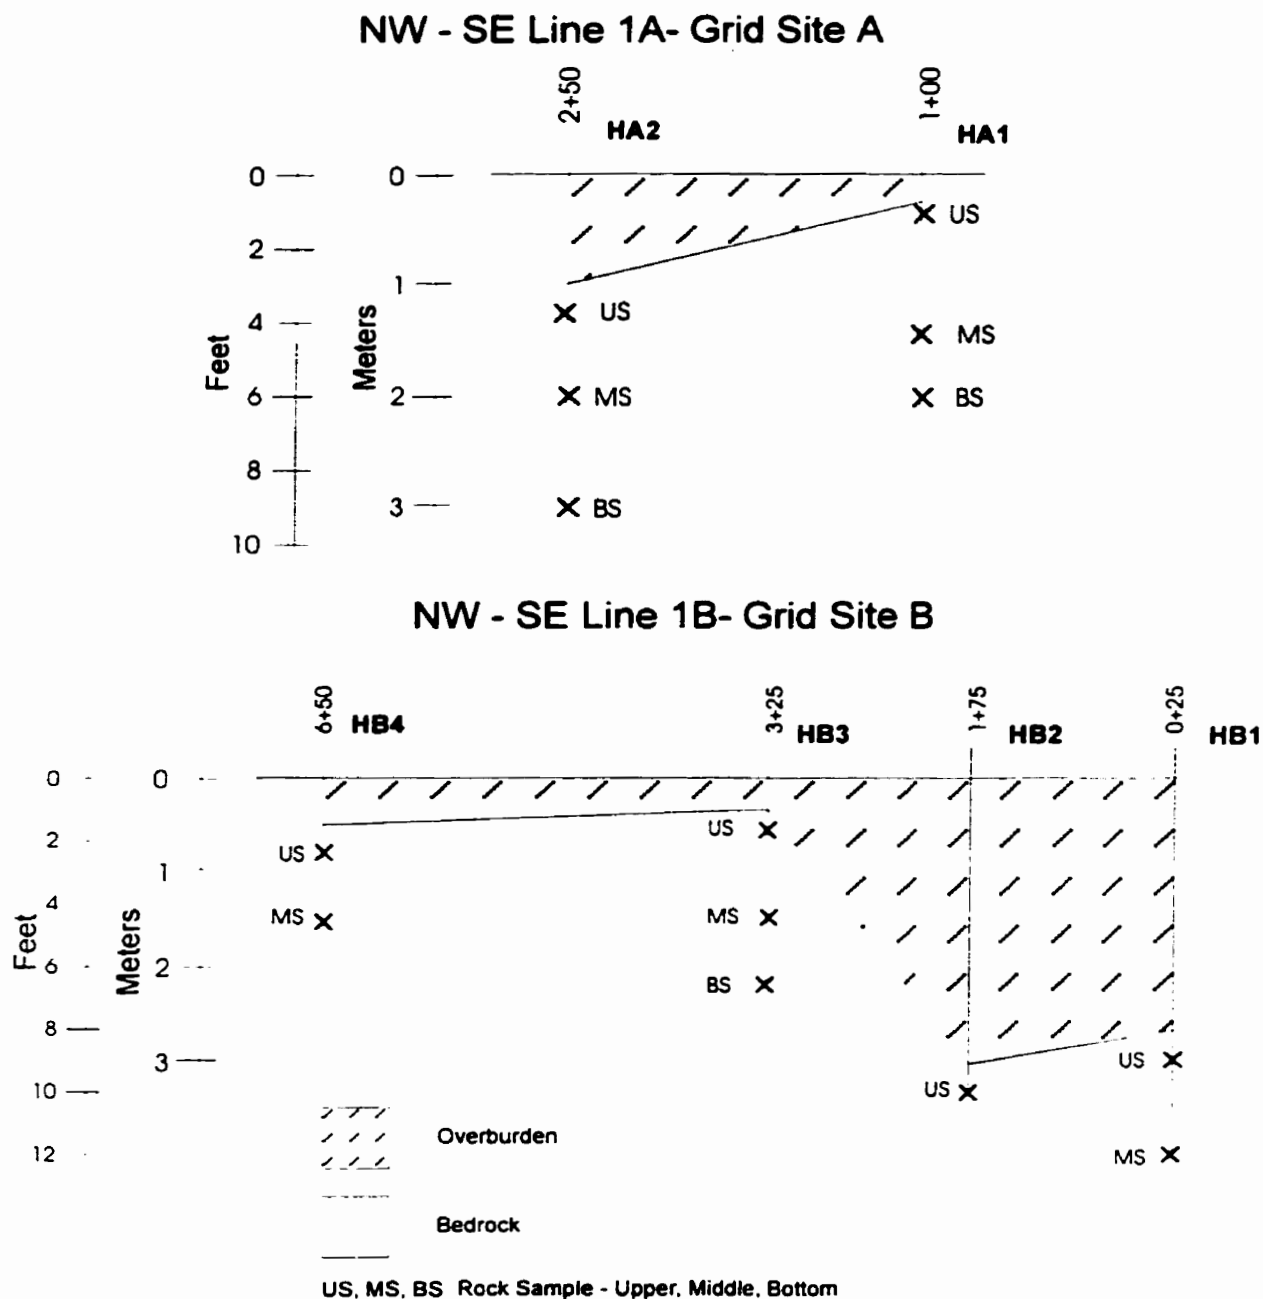 NW - SE Line 1A- Grid Site A
2+50
1+00
HA2
HA1
0
0
US
2
1
US
4
MS
Feet
Meters
6
2
MS
BS
8
3
BS
10
NW - SE Line 1B- Grid Site B
6+50
3+25
1+75
0+25
HB4
HB3
HB2
HB1
0
0
US
2
US
1
4
MS
MS
Feet
Meters
6
2
BS
8
3
US
10
US
Overburden
12
MS
Bedrock
US, MS, BS Rock Sample - Upper, Middle, Bottom